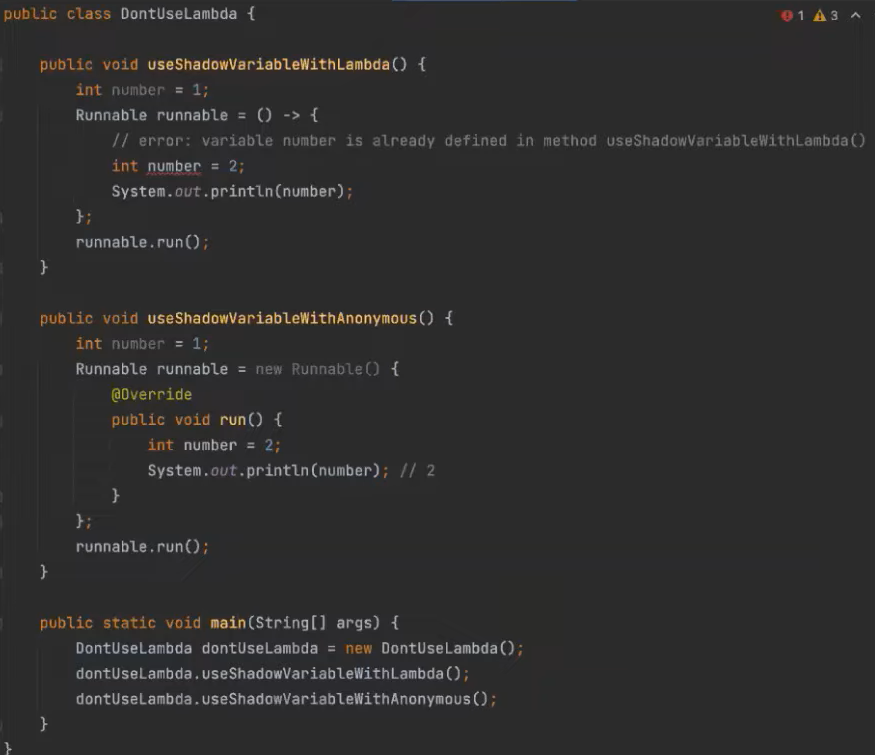 public class DontUseLambda {
1 3
public void useShadowVariableWithLambda() {
int number = 1;
Runnable runnable = () -> {
// error: variable number is already defined in method useShadowVariableWithLambda()
int number = 2;
System.out.println(number);
};
runnable.run();
}
public void useShadowVariableWithAnonymous() {
int number = 1;
Runnable runnable = new Runnable() {
@Override
public void run() {
int number = 2;
System.out.println(number); // 2
}
};
runnable.run();
}
public static void main(String[] args) {
DontUseLambda dontUseLambda = new DontUseLambda();
dontUseLambda.useShadowVariableWithLambda();
dontUseLambda.useShadowVariableWithAnonymous();
}
}